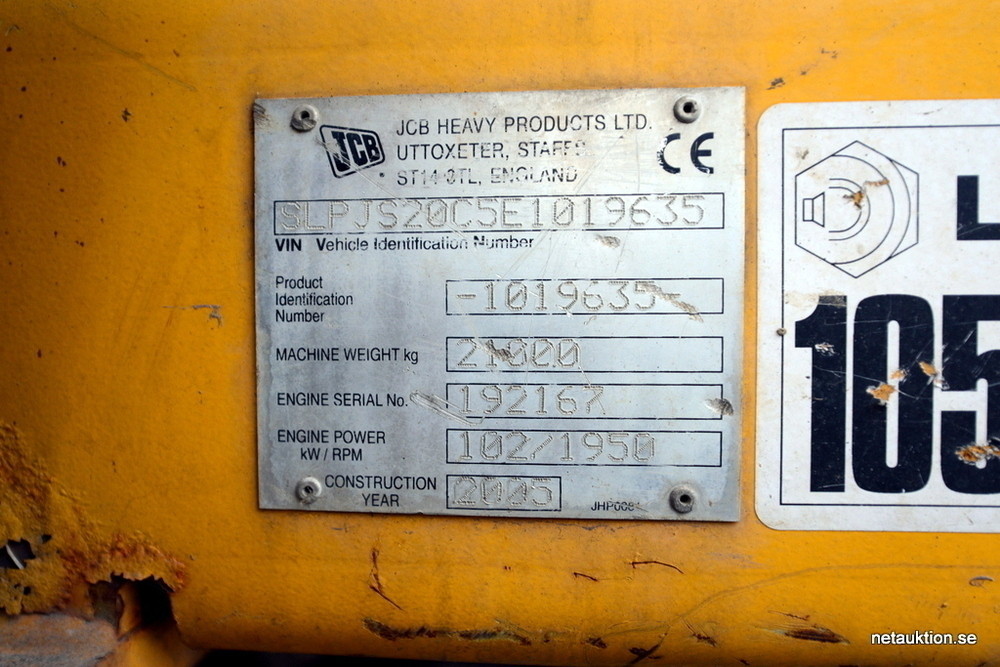 JCB
JCB HEAVY PRODUCTS LTD.
UTTOXETER, STAFFS
ST14 0TL, ENGLAND
CE
SLPJS20C5E1019635
VIN Vehicle Identification Number
Product
Identification
Number
-1019635-
MACHINE WEIGHT kg
21000
ENGINE SERIAL No.
192167
ENGINE POWER
kW / RPM
102/1950
CONSTRUCTION
YEAR
2005
L
105
netauktion.se